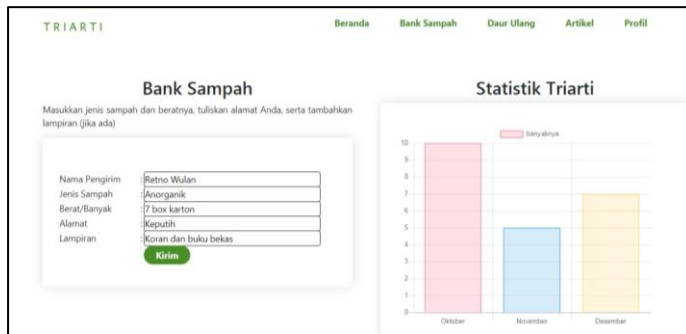 TRIARTI
Beranda Bank Sampah Daur Ulang Artikel Profil
Bank Sampah
Masukkan jenis sampah dan beratnya, tuliskan alamat Anda, serta tambahkan
lampiran (jika ada)
Nama Pengirim : Retno Wulan
Jenis Sampah : Anorganik
Berat/Banyak : 7 box karton
Alamat : Keputih
Lampiran : Koran dan buku bekas
Kirim
Statistik Triarti
banyaknya
10
9
8
7
6
5
4
3
2
1
0
Oktober November Desember